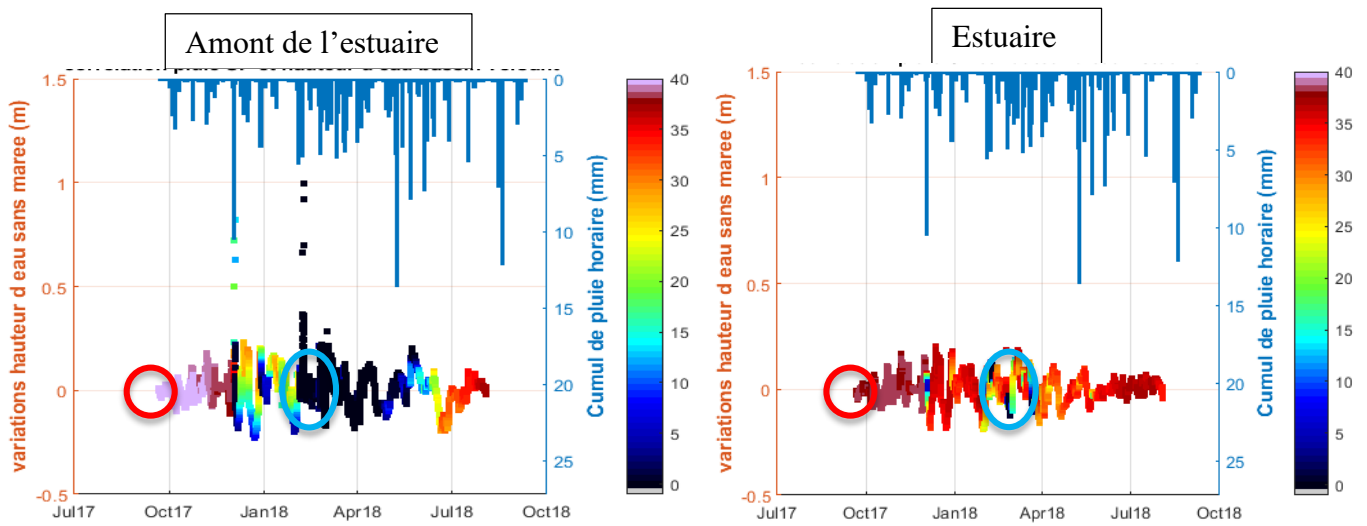 Amont de l'estuaire
1.5
1
0.5
0
-0.5
variations hauteur d eau sans maree (m)
Jul17
Oct17
Jan18
Apr18
Jul18
Oct18
0
5
10
15
20
25
Cumul de pluie horaire (mm)
40
35
30
25
20
15
10
5
0
Estuaire
1.5
1
0.5
0
-0.5
variations hauteur d eau sans maree (m)
Jul17
Oct17
Jan18
Apr18
Jul18
Oct18
0
5
10
15
20
25
Cumul de pluie horaire (mm)
40
35
30
25
20
15
10
5
0